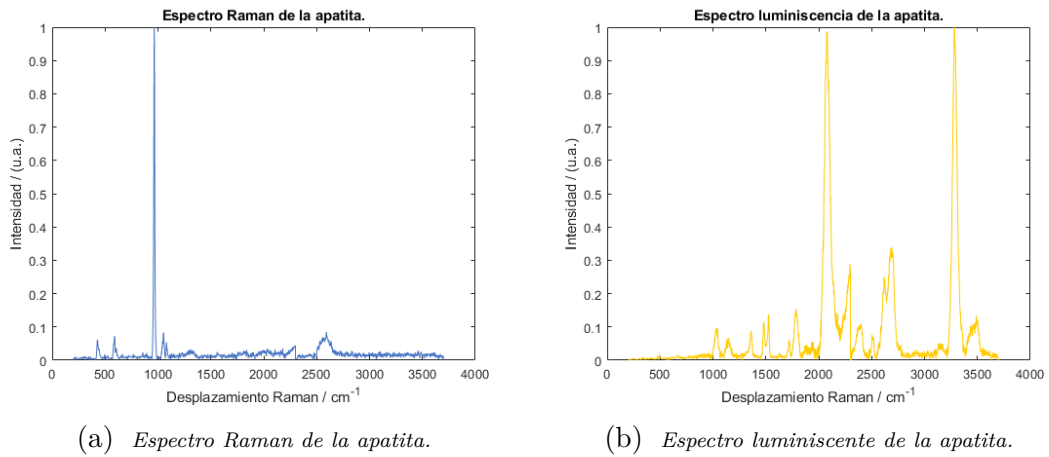 Espectro Raman de la apatita.
1
0.9
0.8
0.7
0.6
0.5
0.4
0.3
0.2
0.1
0
Intensidad / (u.a.)
0 500 1000 1500 2000 2500 3000 3500 4000
Desplazamiento Raman / cm⁻¹
(a) Espectro Raman de la apatita.
Espectro luminiscencia de la apatita.
1
0.9
0.8
0.7
0.6
0.5
0.4
0.3
0.2
0.1
0
Intensidad / (u.a.)
0 500 1000 1500 2000 2500 3000 3500 4000
Desplazamiento Raman / cm⁻¹
(b) Espectro luminiscente de la apatita.